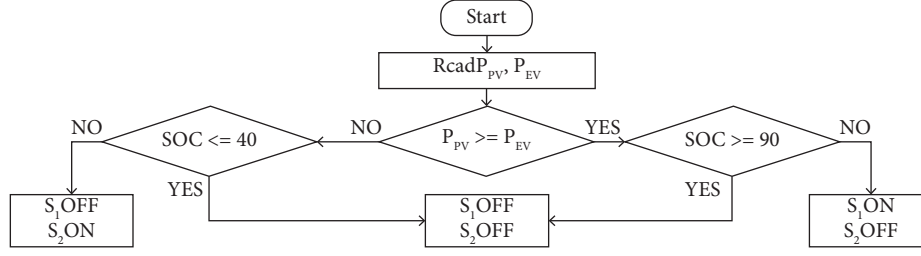 Start
RcadP_PV, P_EV
NO
SOC <= 40
NO
P_PV >= P_EV
YES
SOC >= 90
NO
YES
YES
S_1OFF
S_2ON
S_1OFF
S_2OFF
S_1ON
S_2OFF